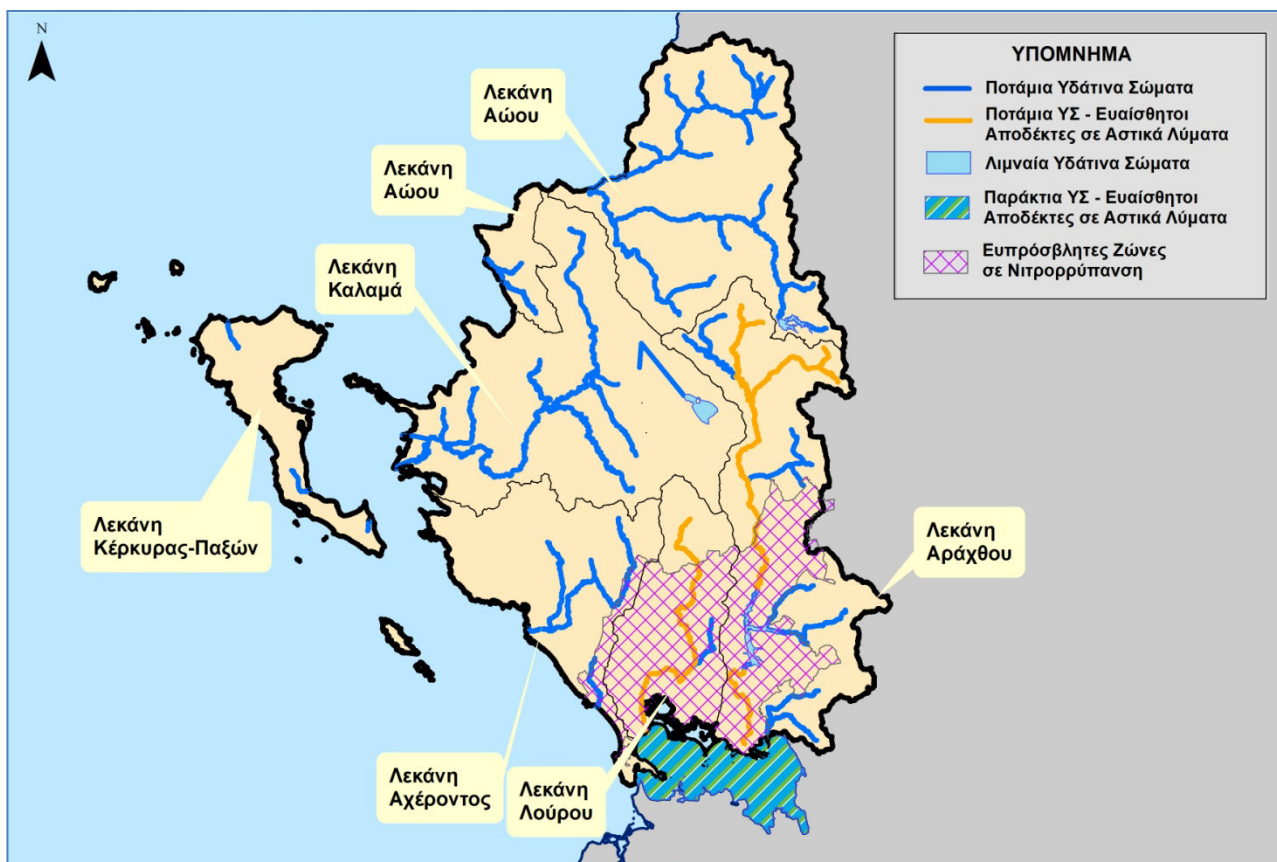 N
ΥΠΟΜΝΗΜΑ
Ποτάμια Υδάτινα Σώματα
Ποτάμια ΥΣ - Ευαίσθητοι
Αποδέκτες σε Αστικά Λύματα
Λιμναία Υδάτινα Σώματα
Παράκτια ΥΣ - Ευαίσθητοι
Αποδέκτες σε Αστικά Λύματα
Ευπρόσβλητες Ζώνες
σε Νιτρορρύπανση
Λεκάνη
Αώου
Λεκάνη
Αώου
Λεκάνη
Καλαμά
Λεκάνη
Κέρκυρας-Παξών
Λεκάνη
Αράχθου
Λεκάνη
Αχέροντος
Λεκάνη
Λούρου